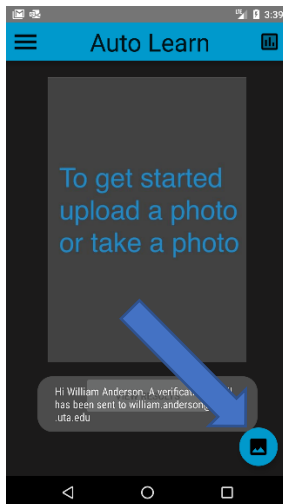 3:39
Auto Learn
To get started
upload a photo
or take a photo
Hi William Anderson. A
has been sent to william.anderson
.uta.edu